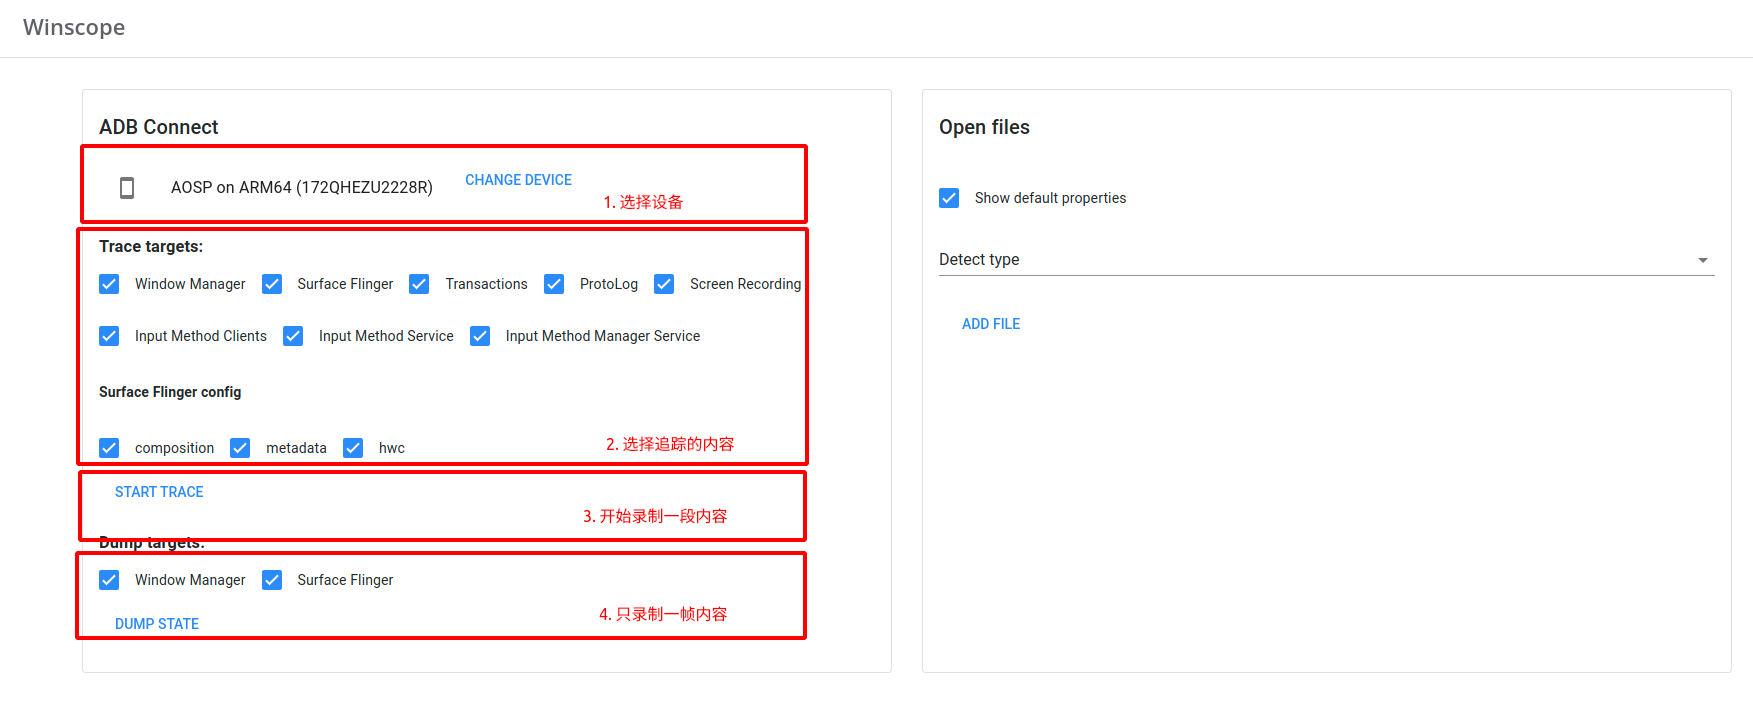 Winscope
ADB Connect
AOSP on ARM64 (172QHEZU2228R)
CHANGE DEVICE
1. 选择设备
Trace targets:
Window Manager Surface Flinger Transactions ProtoLog Screen Recording
Input Method Clients Input Method Service Input Method Manager Service
Surface Flinger config
composition metadata hwc
2. 选择追踪的内容
START TRACE
3. 开始录制一段内容
Dump targets:
Window Manager Surface Flinger
4. 只录制一帧内容
DUMP STATE
Open files
Show default properties
Detect type
ADD FILE